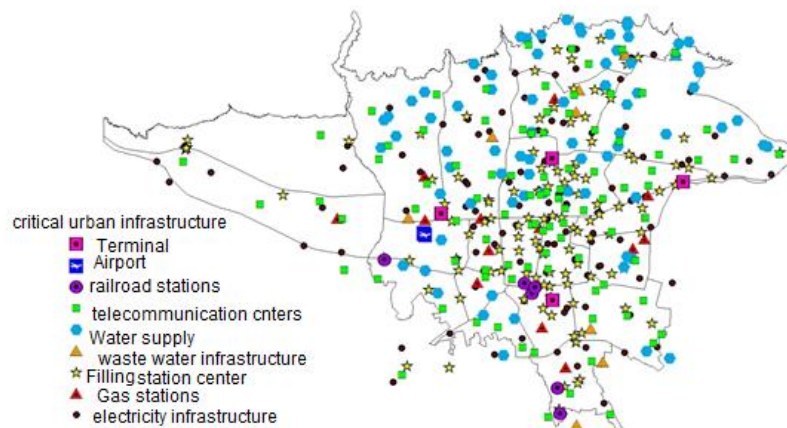 critical urban infrastructure
Terminal
Airport
railroad stations
telecommunication cnters
Water supply
waste water infrastructure
Filling station center
Gas stations
electricity infrastructure